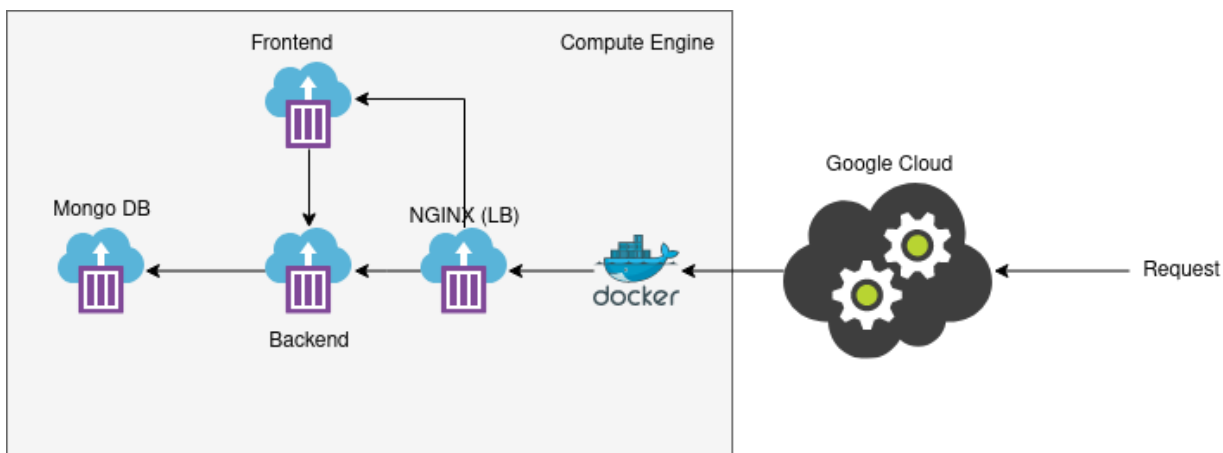 Frontend
Compute Engine
Google Cloud
Mongo DB
NGINX (LB)
docker
Request
Backend